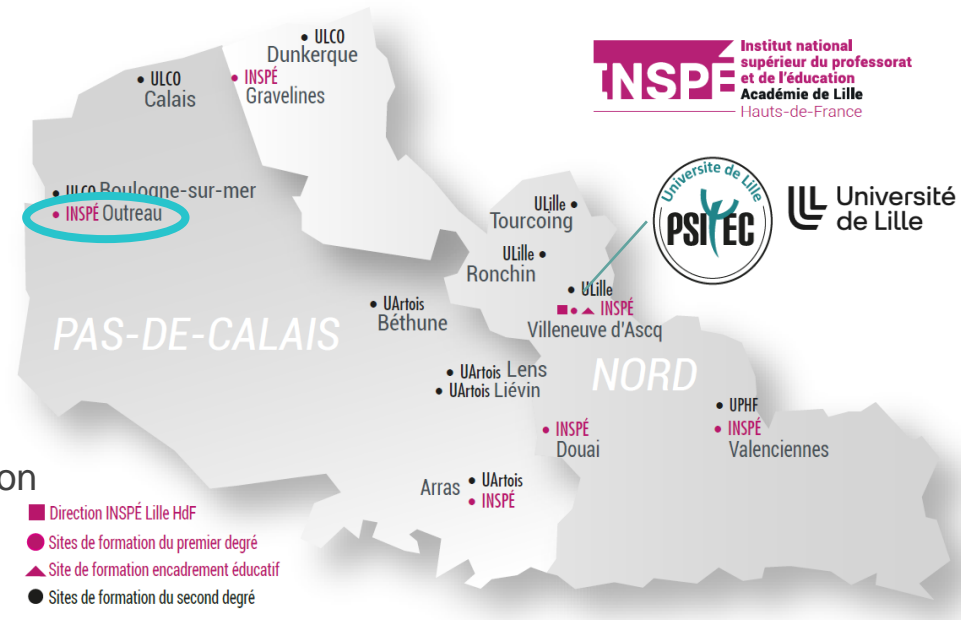 ULCO
Dunkerque
ULCO
Calais
INSPÉ
Gravelines
INSPÉ
Institut national
supérieur du professorat
et de l'éducation
Académie de Lille
Hauts-de-France
ULCO Boulogne-sur-mer
INSPÉ Outreau
ULille
Tourcoing
ULille
Ronchin
Université de Lille
PSITEC
Université
de Lille
ULille
INSPÉ
Villeneuve d'Ascq
UArtois
Béthune
PAS-DE-CALAIS
UArtois Lens
UArtois Liévin
NORD
UPHF
INSPÉ
Valenciennes
INSPÉ
Douai
Arras
UArtois
INSPÉ
on
Direction INSPÉ Lille HdF
Sites de formation du premier degré
Site de formation encadrement éducatif
Sites de formation du second degré